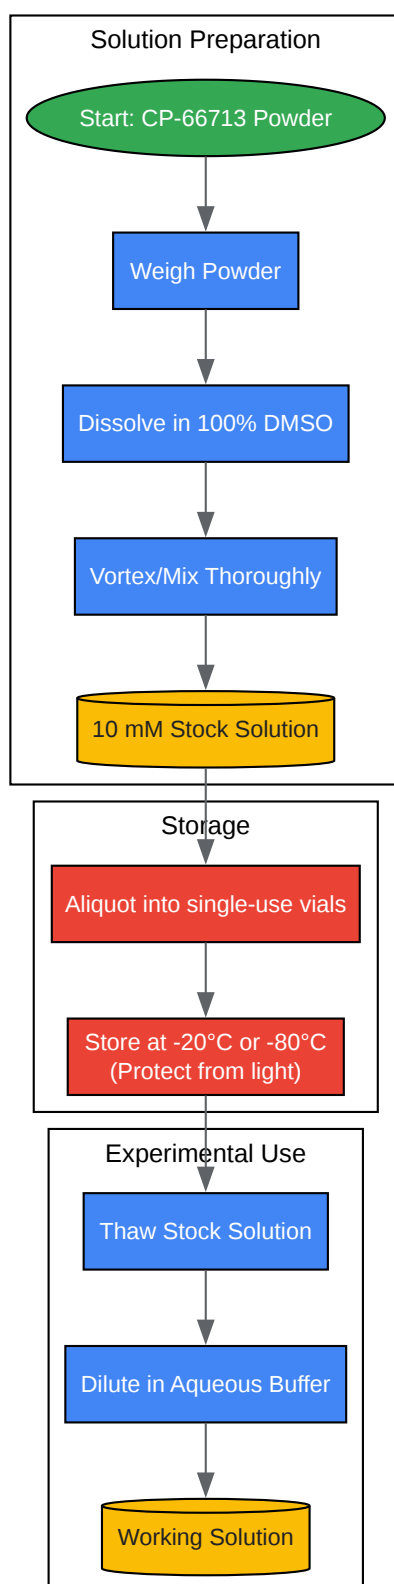 Solution Preparation
Start: CP-66713 Powder
Weigh Powder
Dissolve in 100% DMSO
Vortex/Mix Thoroughly
10 mM Stock Solution
Storage
Aliquot into single-use vials
Store at -20°C or -80°C
(Protect from light)
Experimental Use
Thaw Stock Solution
Dilute in Aqueous Buffer
Working Solution